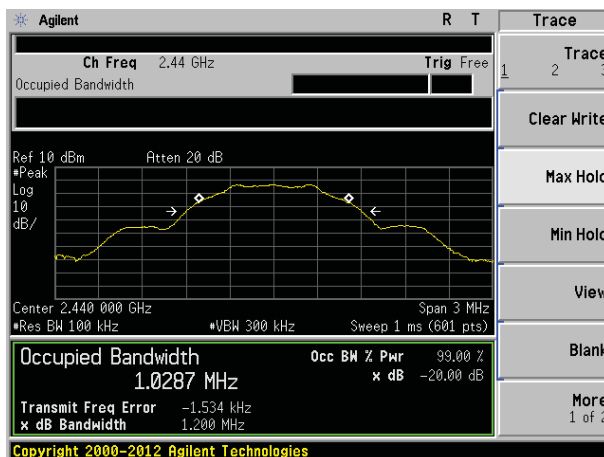 Agilent R T Trace
Ch Freq 2.44 GHz Trig Free
Occupied Bandwidth
Trace
1 2 3
Clear Write
Max Hold
Min Hold
View
Blank
More
1 of 2
Ref 10 dBm Atten 20 dB
#Peak
Log
10
dB/
Center 2.440 000 GHz Span 3 MHz
#Res BW 100 kHz #VBW 300 kHz Sweep 1 ms (601 pts)
Occupied Bandwidth Occ BW % Pwr 99.00 %
1.0287 MHz x dB -20.00 dB
Transmit Freq Error -1.534 kHz
x dB Bandwidth 1.200 MHz
Copyright 2000-2012 Agilent Technologies